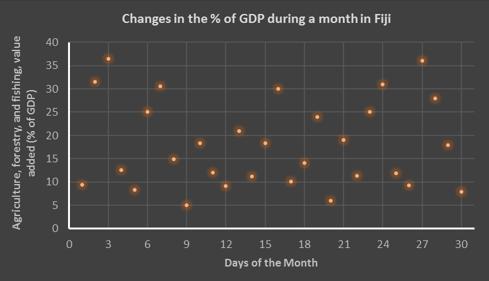 Changes in the % of GDP during a month in Fiji
Agriculture, forestry, and fishing, value
added (% of GDP)
40
35
30
25
20
15
10
5
0
0 3 6 9 12 15 18 21 24 27 30
Days of the Month